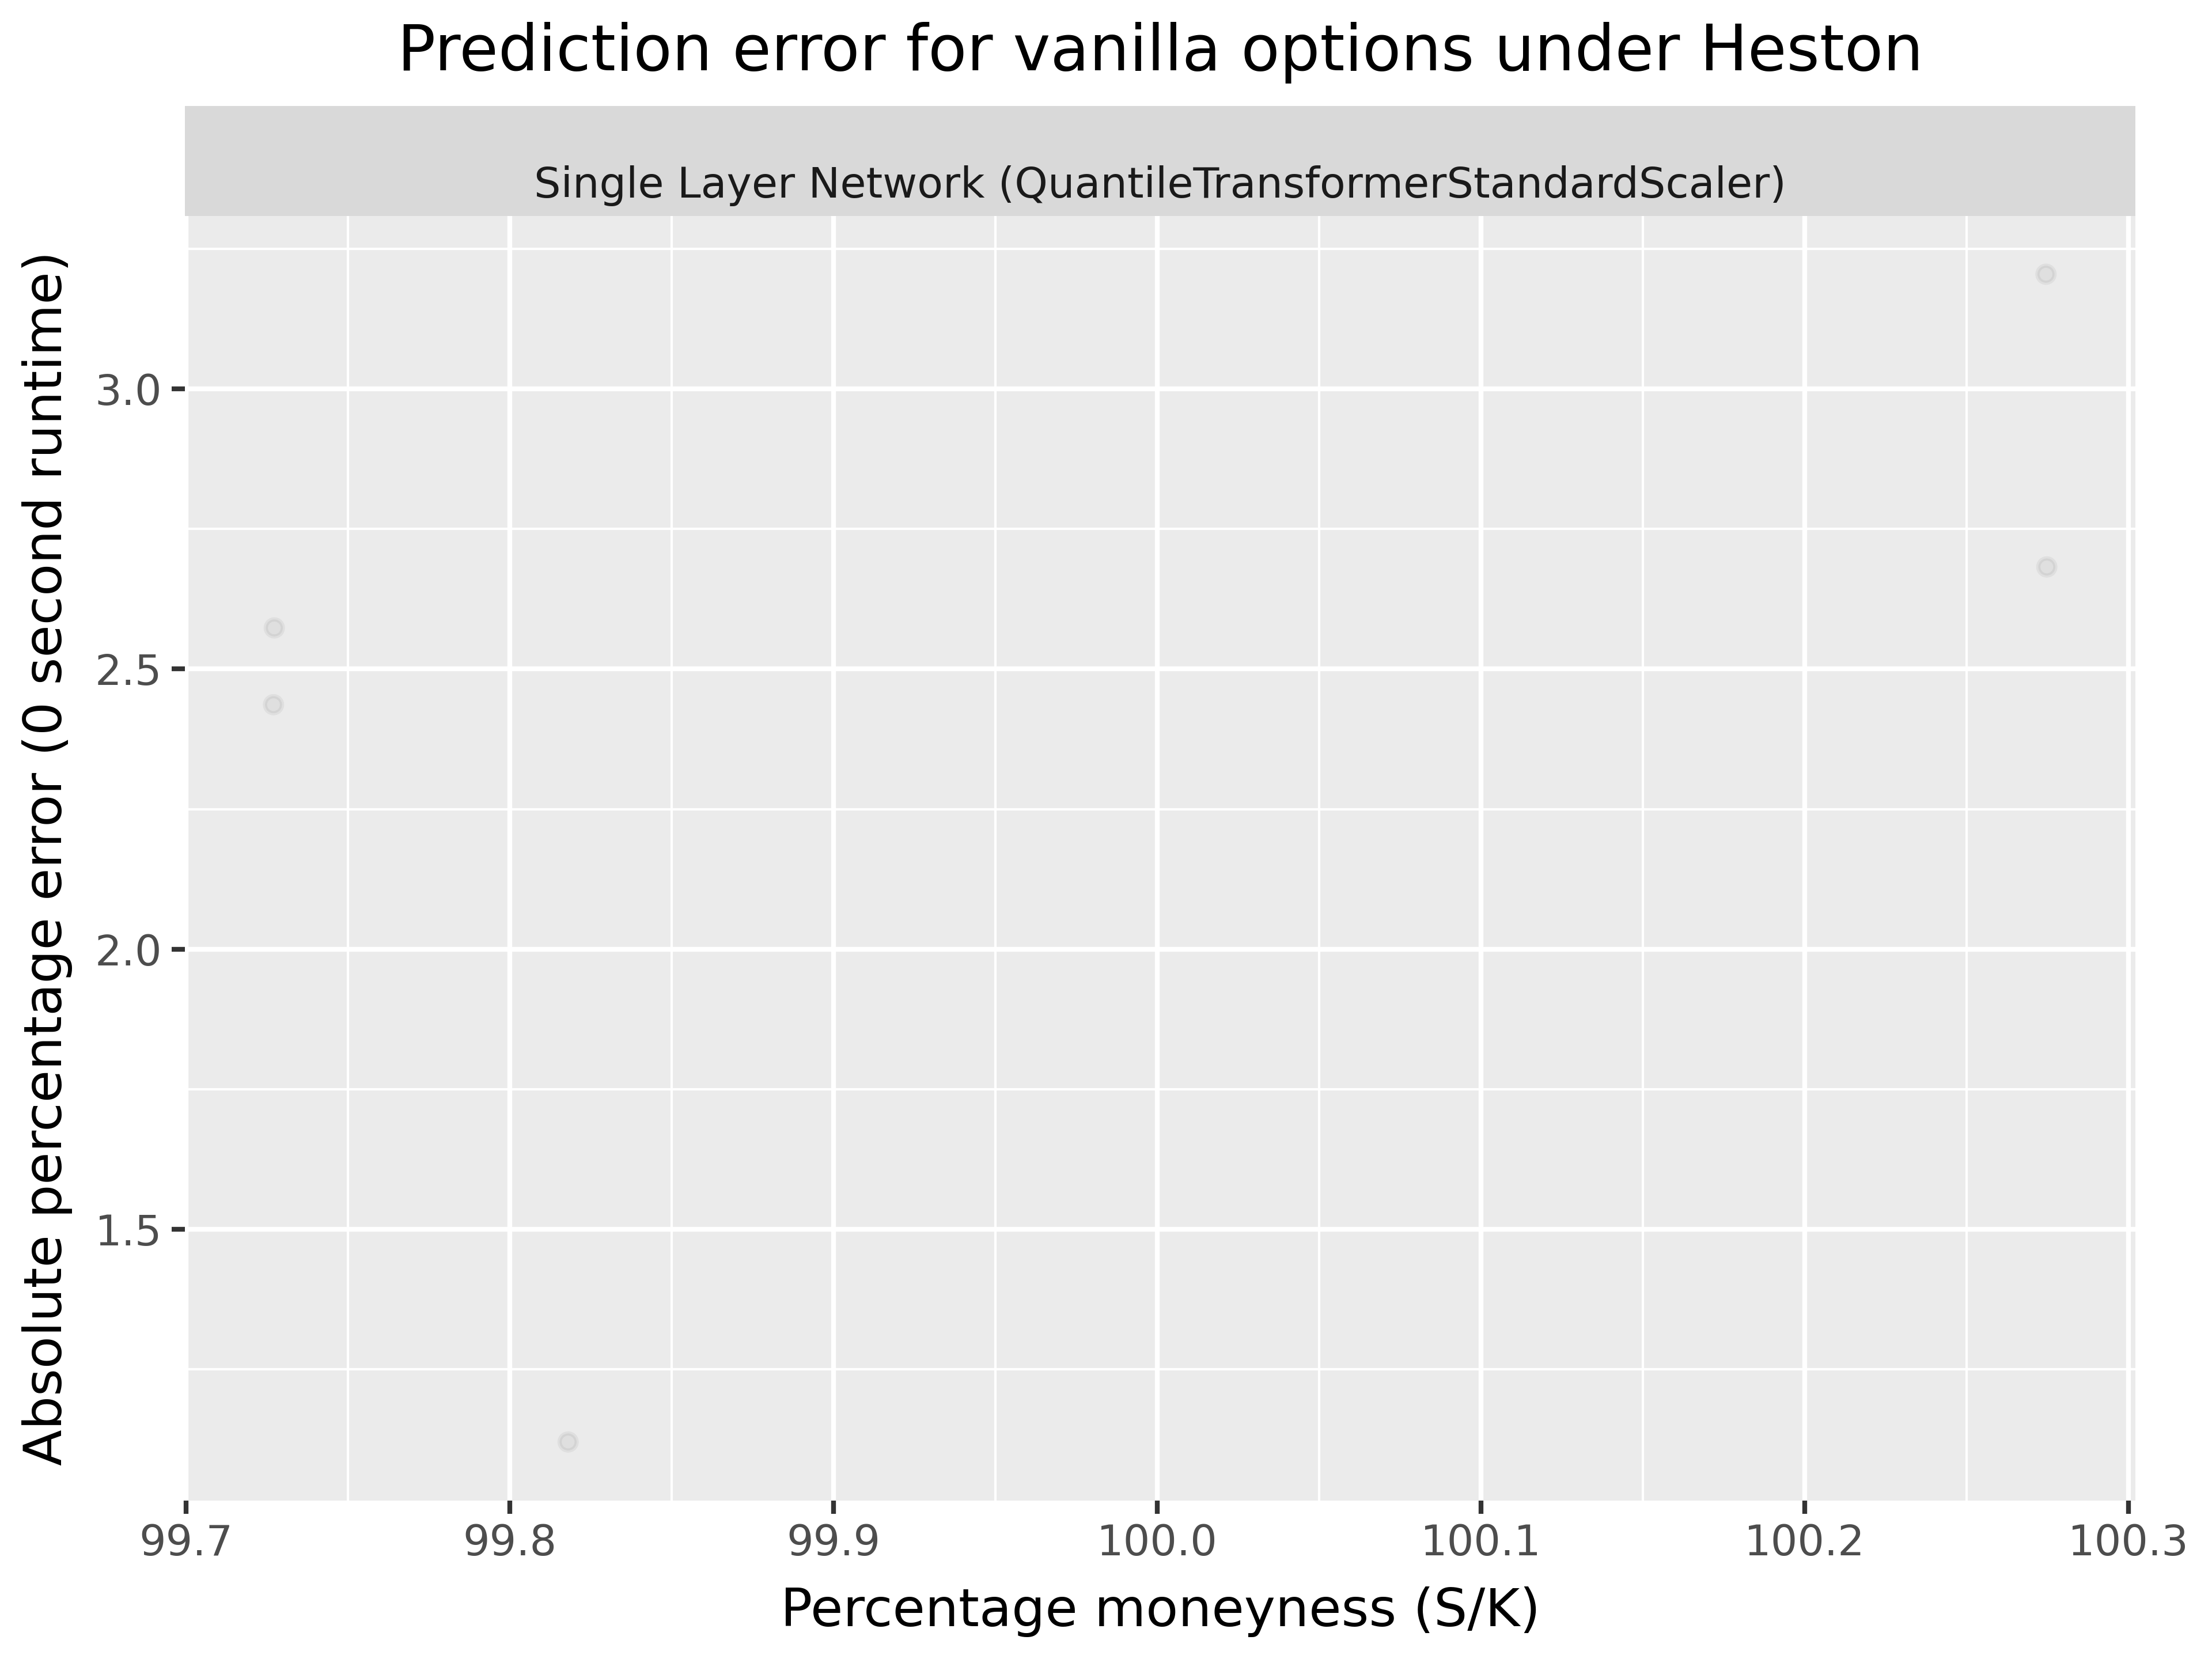 Prediction error for vanilla options under Heston
Single Layer Network (QuantileTransformerStandardScaler)
Absolute percentage error (0 second runtime)
3.0
2.5
2.0
1.5
99.7
99.8
99.9
100.0
100.1
100.2
100.3
Percentage moneyness (S/K)